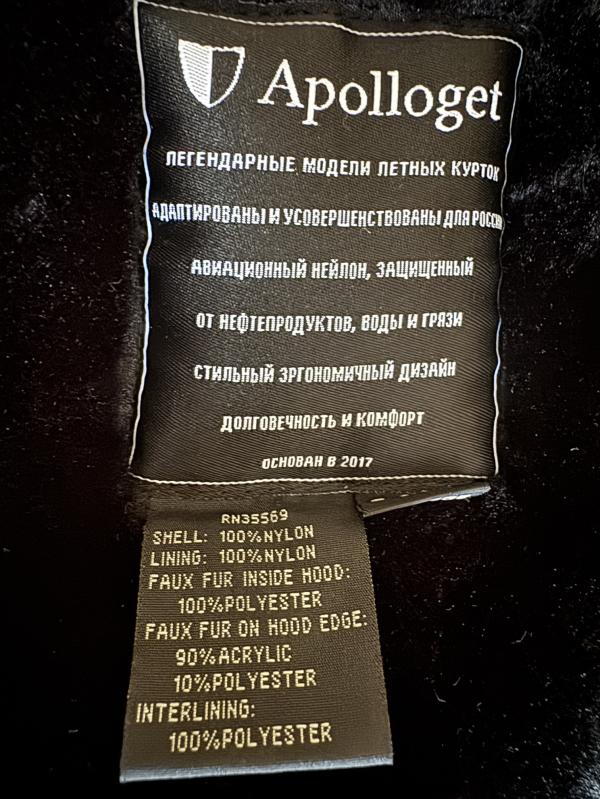 Apolloget
ЛЕГЕНДАРНЫЕ МОДЕЛИ ЛЕТНЫХ КУРТОК
АДАПТИРОВАНЫ И УСОВЕРШЕНСТВОВАНЫ ДЛЯ РОССИИ
АВИАЦИОННЫЙ НЕЙЛОН, ЗАЩИЩЕННЫЙ
ОТ НЕФТЕПРОДУКТОВ, ВОДЫ И ГРЯЗИ
СТИЛЬНЫЙ ЭРГОНОМИЧНЫЙ ДИЗАЙН
ДОЛГОВЕЧНОСТЬ И КОМФОРТ
ОСНОВАН В 2017
RN35569
SHELL: 100%NYLON
LINING: 100%NYLON
FAUX FUR INSIDE HOOD:
100%POLYESTER
FAUX FUR ON HOOD EDGE:
90%ACRYLIC
10%POLYESTER
INTERLINING:
100%POLYESTER